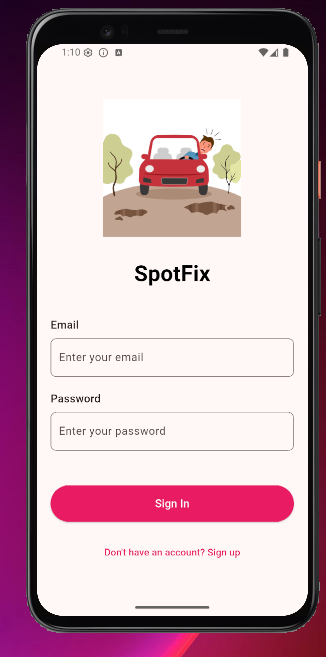 1:10
SpotFix
Email
Enter your email
Password
Enter your password
Sign In
Don't have an account? Sign up